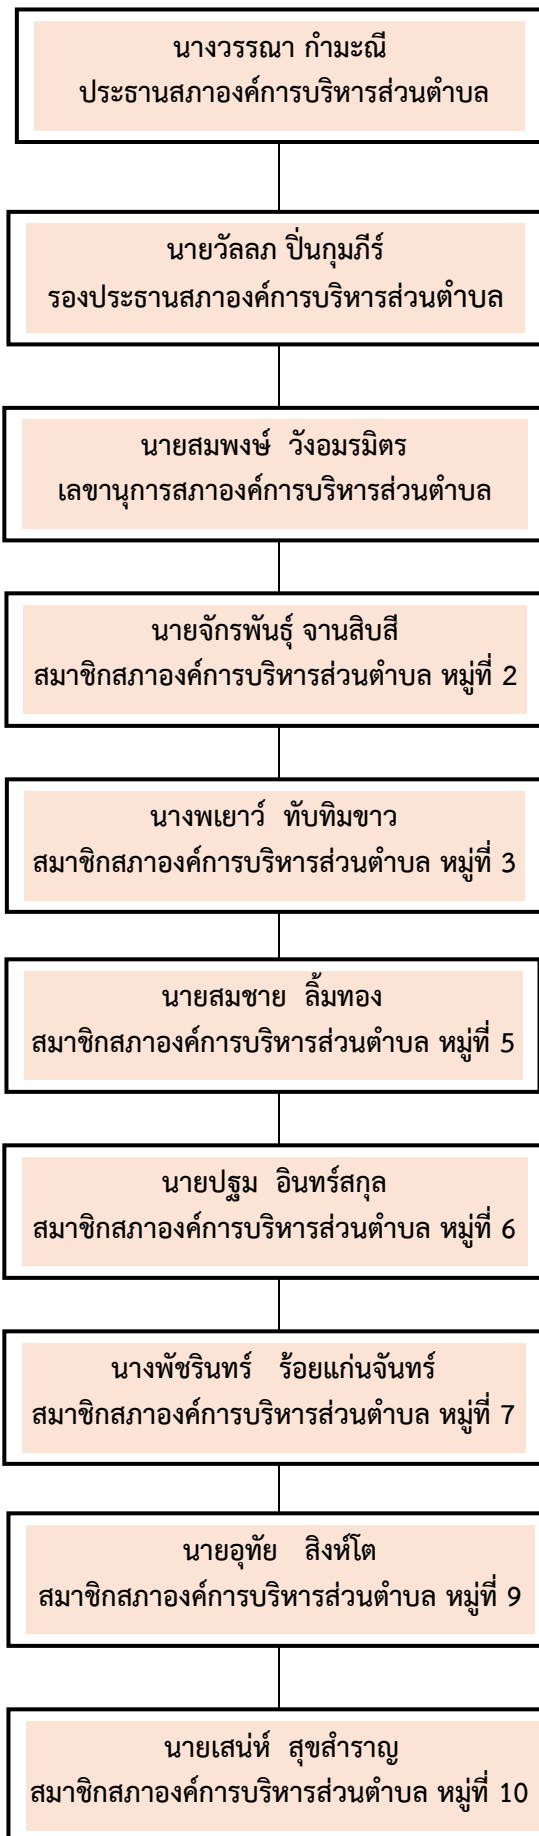 นางวรรณา กำมะณี
ประธานสภาองค์การบริหารส่วนตำบล
นายวัลลภ ปิ่นกุมภีร์
รองประธานสภาองค์การบริหารส่วนตำบล
นายสมพงษ์  วังอมรมิตร
เลขานุการสภาองค์การบริหารส่วนตำบล
นายจักรพันธุ์ จานสิบสี
สมาชิกสภาองค์การบริหารส่วนตำบล หมู่ที่ 2
นางพเยาว์  ทับทิมขาว
สมาชิกสภาองค์การบริหารส่วนตำบล หมู่ที่ 3
นายสมชาย  ลิ้มทอง
สมาชิกสภาองค์การบริหารส่วนตำบล หมู่ที่ 5
นายปฐม  อินทร์สกุล
สมาชิกสภาองค์การบริหารส่วนตำบล หมู่ที่ 6
นางพัชรินทร์   ร้อยแก่นจันทร์
สมาชิกสภาองค์การบริหารส่วนตำบล หมู่ที่ 7
นายอุทัย   สิงห์โต
สมาชิกสภาองค์การบริหารส่วนตำบล หมู่ที่ 9
นายเสน่ห์  สุขสำราญ
สมาชิกสภาองค์การบริหารส่วนตำบล หมู่ที่ 10